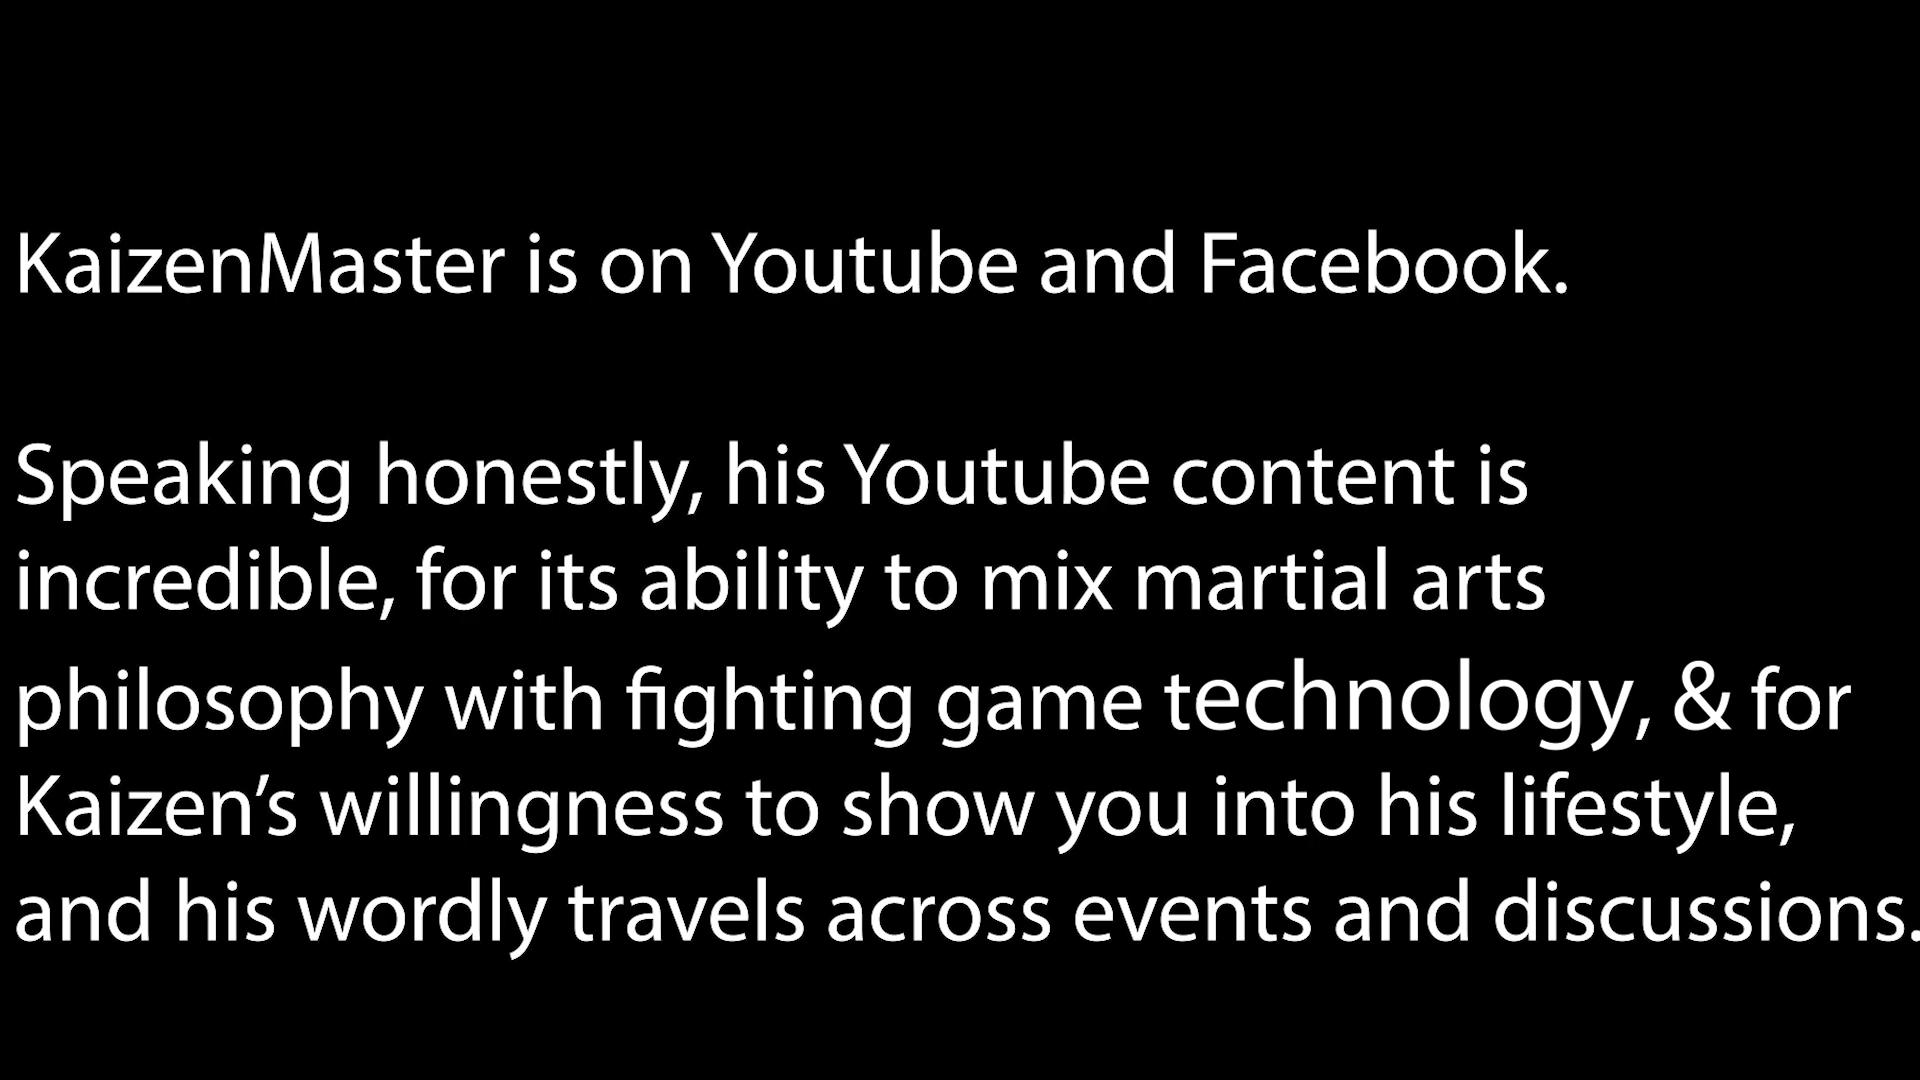 KaizenMaster is on Youtube and Facebook.
Speaking honestly, his Youtube content is
incredible, for its ability to mix martial arts
philosophy with fighting game technology, & for
Kaizen’s willingness to show you into his lifestyle,
and his wordly travels across events and discussions.